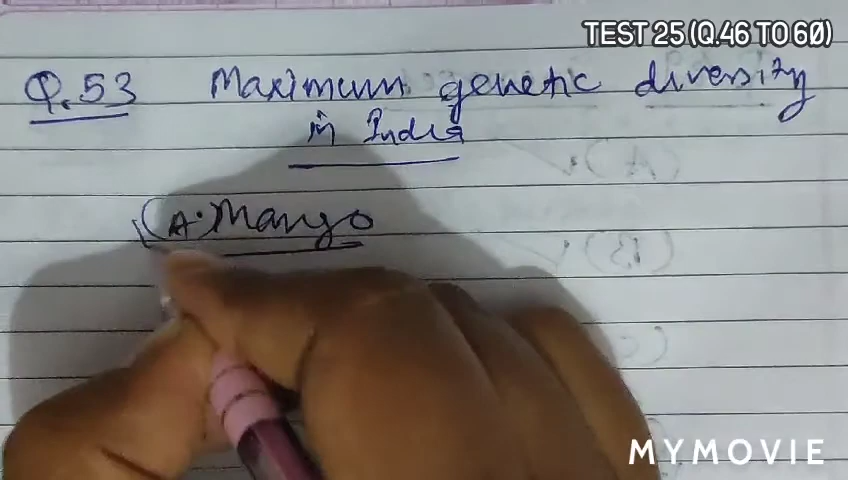 TEST 25 (Q.46 TO 60)
Q.53 Maximum genetic diversity
in India
(A. Mango
MYMOVIE